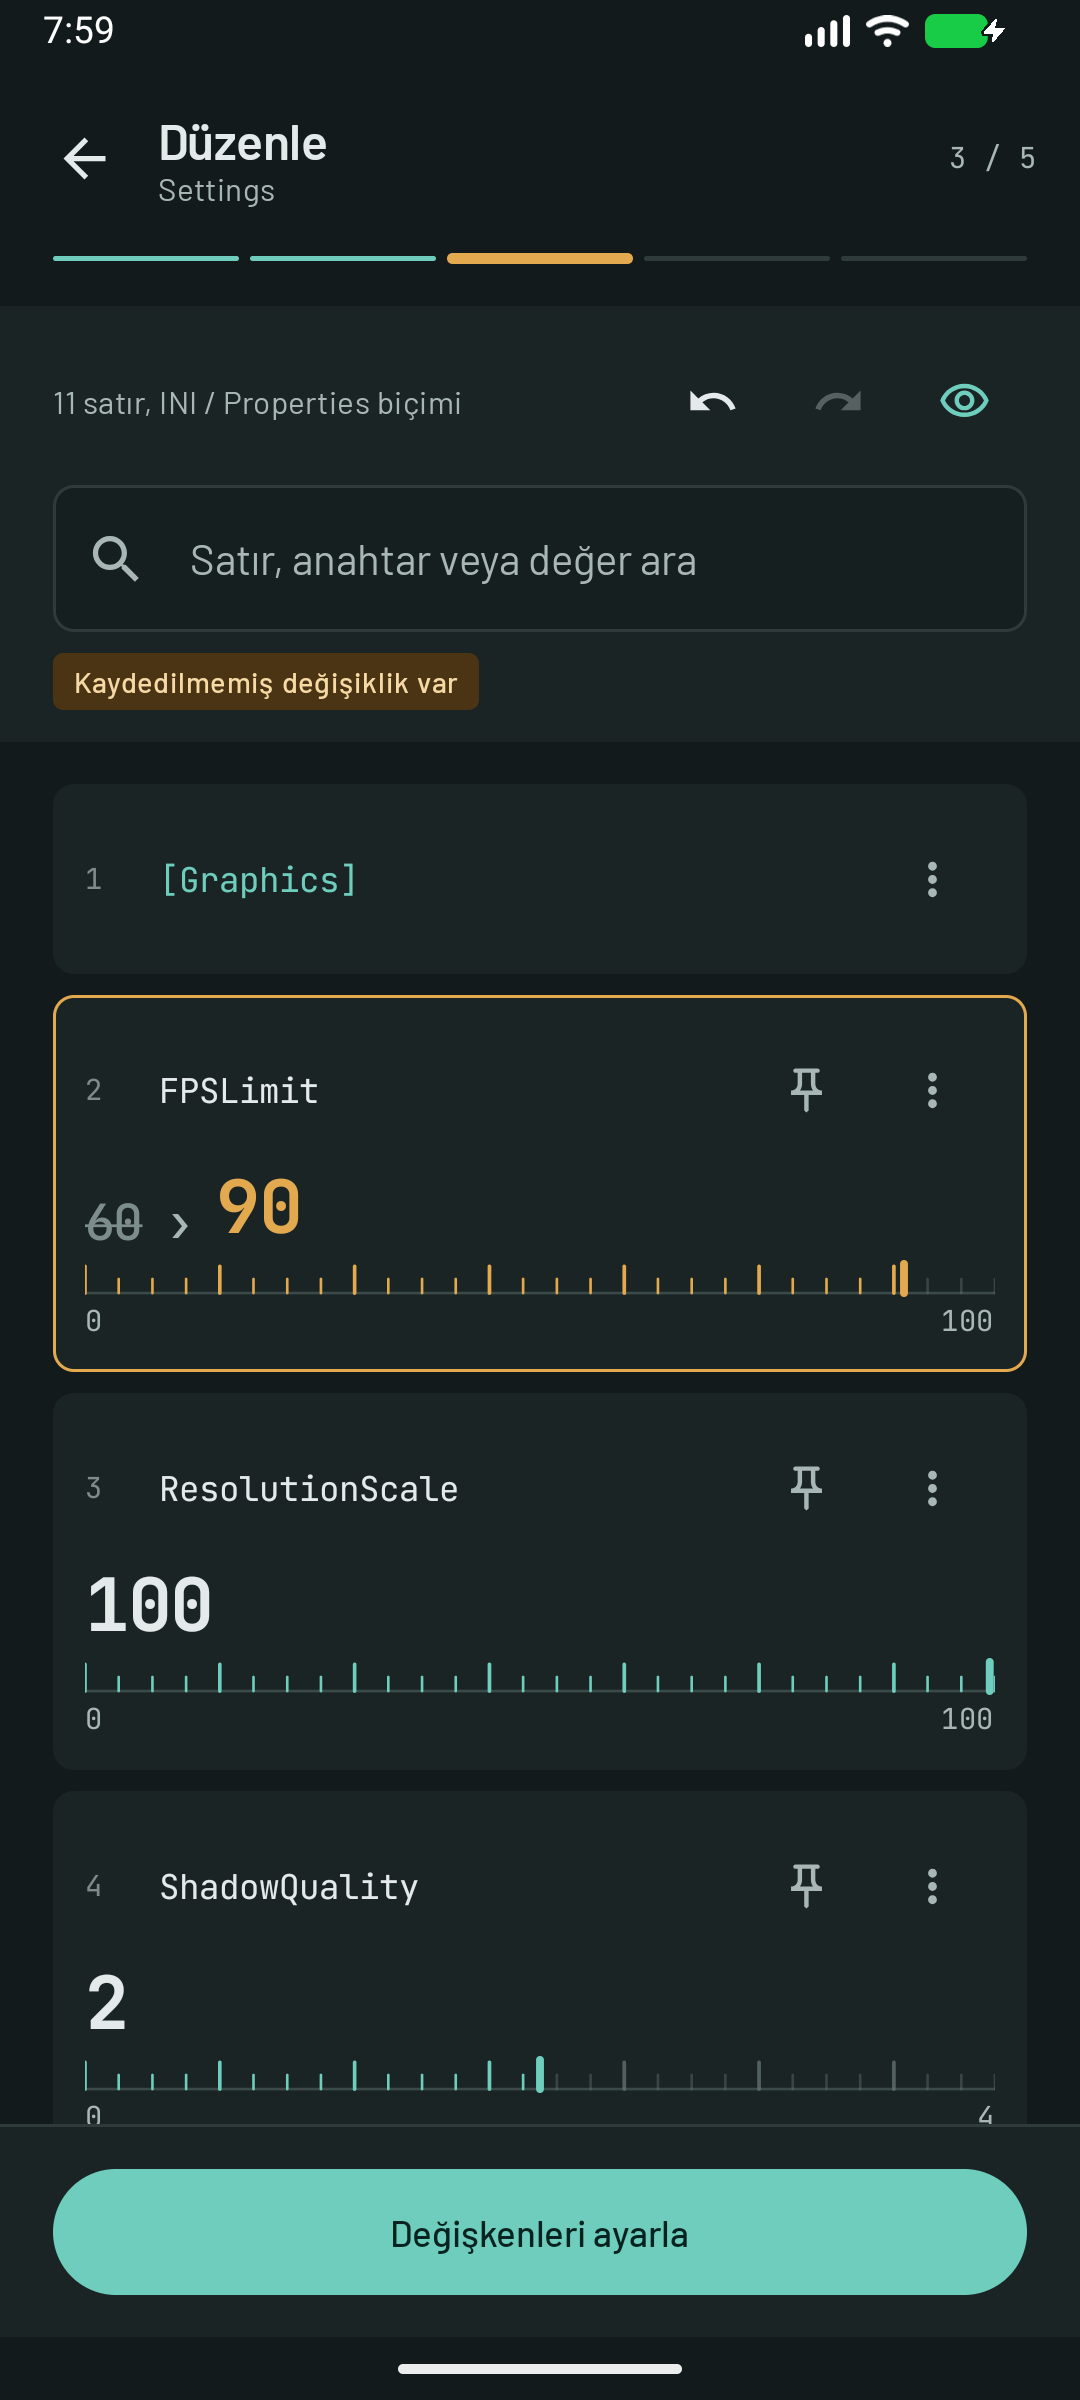 7:59
Düzenle
Settings
3 / 5
11 satır, INI / Properties biçimi
Satır, anahtar veya değer ara
Kaydedilmemiş değişiklik var
1 [Graphics]
2 FPSLimit
60 › 90
0 100
3 ResolutionScale
100
0 100
4 ShadowQuality
2
0 4
Değişkenleri ayarla